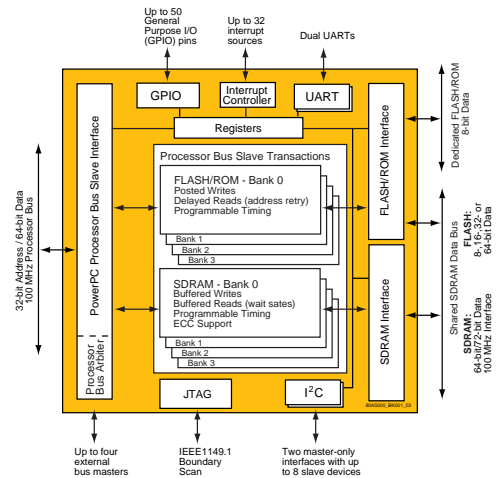 Up to 50
General
Purpose I/O
(GPIO) pins
Up to 32
interrupt
sources
Dual UARTs
GPIO
Interrupt
Controller
UART
Registers
32-bit Address / 64-bit Data
100 MHz Processor Bus
PowerPC Processor Bus Slave Interface
Processor
Bus Arbiter
Processor Bus Slave Transactions
FLASH/ROM - Bank 0
Posted Writes
Delayed Reads (address retry)
Programmable Timing
Bank 1
Bank 2
Bank 3
SDRAM - Bank 0
Buffered Writes
Buffered Reads (wait sates)
Programmable Timing
ECC Support
Bank 1
Bank 2
Bank 3
FLASH/ROM Interface
SDRAM Interface
Dedicated FLASH/ROM
8-bit Data
Shared SDRAM Data Bus
FLASH:
8-,16-,32- or
64-bit Data
SDRAM:
64-bit/72-bit Data
100 MHz Interface
JTAG
I²C
80A5000_BK001_03
Up to four
external
bus masters
IEEE1149.1
Boundary
Scan
Two master-only
interfaces with up
to 8 slave devices